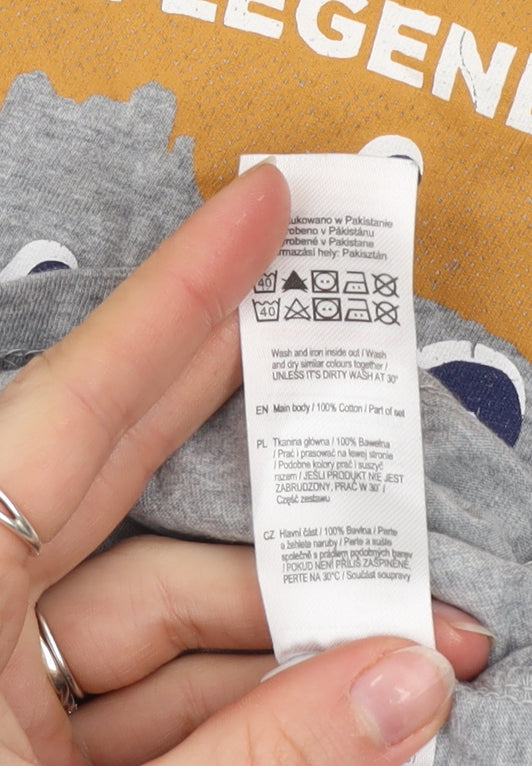 LEGEN
ukowano w Pakistanie
robeno v Pákistánu
robené v Pakistane
rmazási hely: Pakisztán
40
40
Wash and iron inside out / Wash
and dry similar colours together /
UNLESS IT'S DIRTY WASH AT 30°
EN Main body / 100% Cotton / Part of set
PL Tkanina główna / 100% Bawełna
/ Prać i prasować na lewej stronie
/ Podobne kolory prać i suszyć
razem / JEŚLI PRODUKT NIE JEST
ZABRUDZONY, PRAĆ W 30° /
Część zestawu
CZ Hlavní část / 100% Bavlna / Perte
a žehlete naruby / Perte a sušte
společně s prádlem podobných barev
/ POKUD NENÍ PŘÍLIŠ ZAŠPINĚNÉ,
PERTE NA 30°C / Součást soupravy